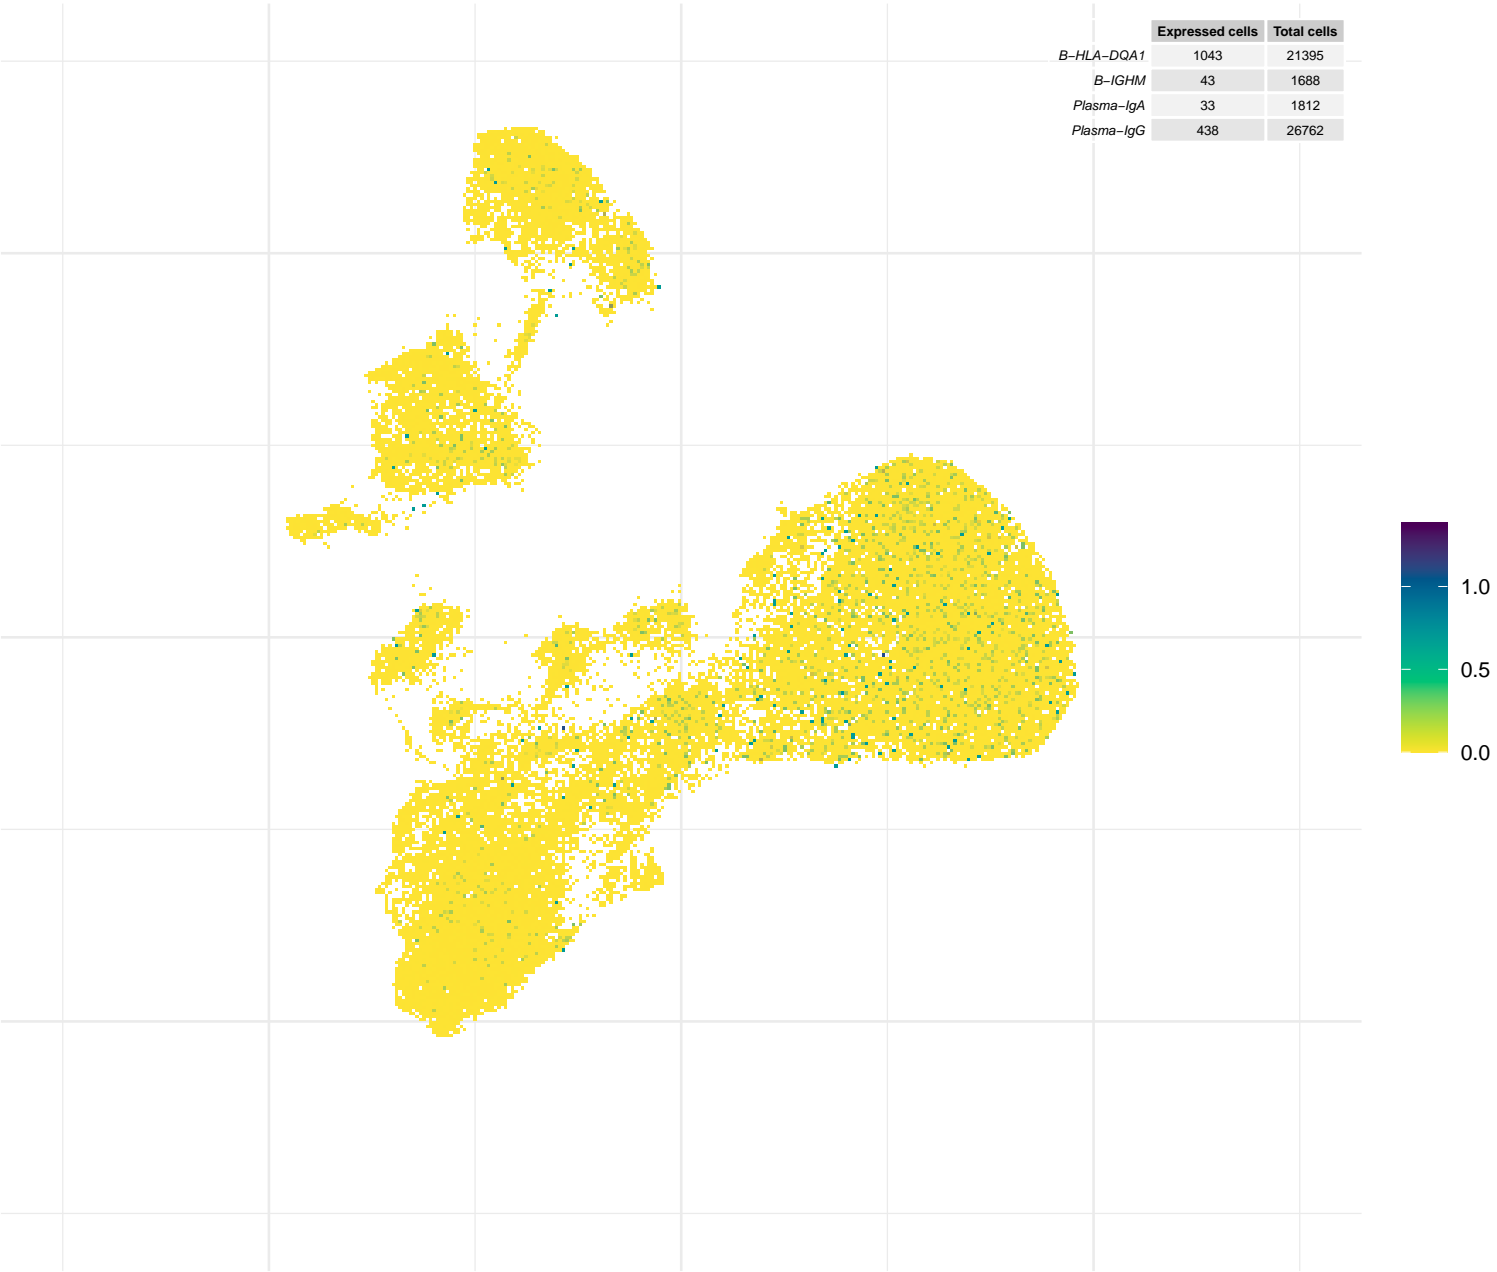 Expressed cells Total cells
B−HLA−DQA1 1043 21395
B−IGHM 43 1688
Plasma−IgA 33 1812
Plasma−IgG 438 26762
1.0
0.5
0.0